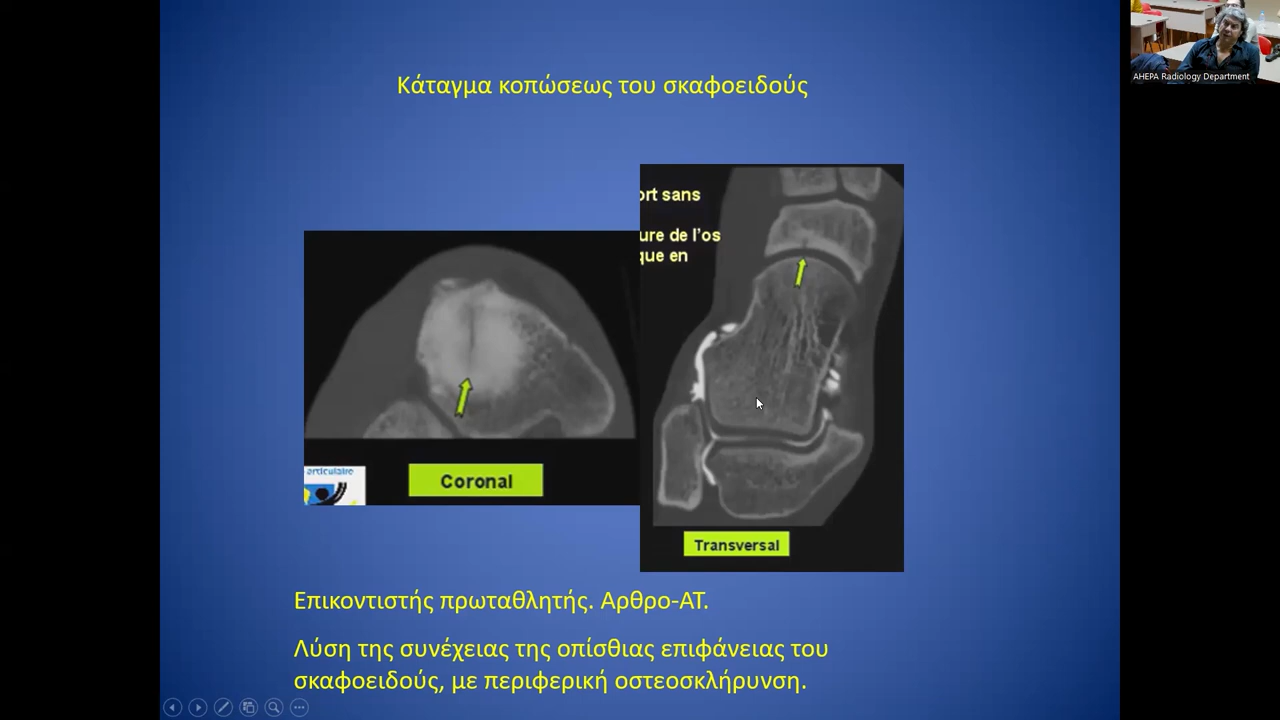 AHEPA Radiology Department
Κάταγμα κοπώσεως του σκαφοειδούς
ort sans
ure de l'os
que en
articulaire
Coronal
Transversal
Επικοντιστής πρωταθλητής. Αρθρο-ΑΤ.
Λύση της συνέχειας της οπίσθιας επιφάνειας του
σκαφοειδούς, με περιφερική οστεοσκλήρυνση.